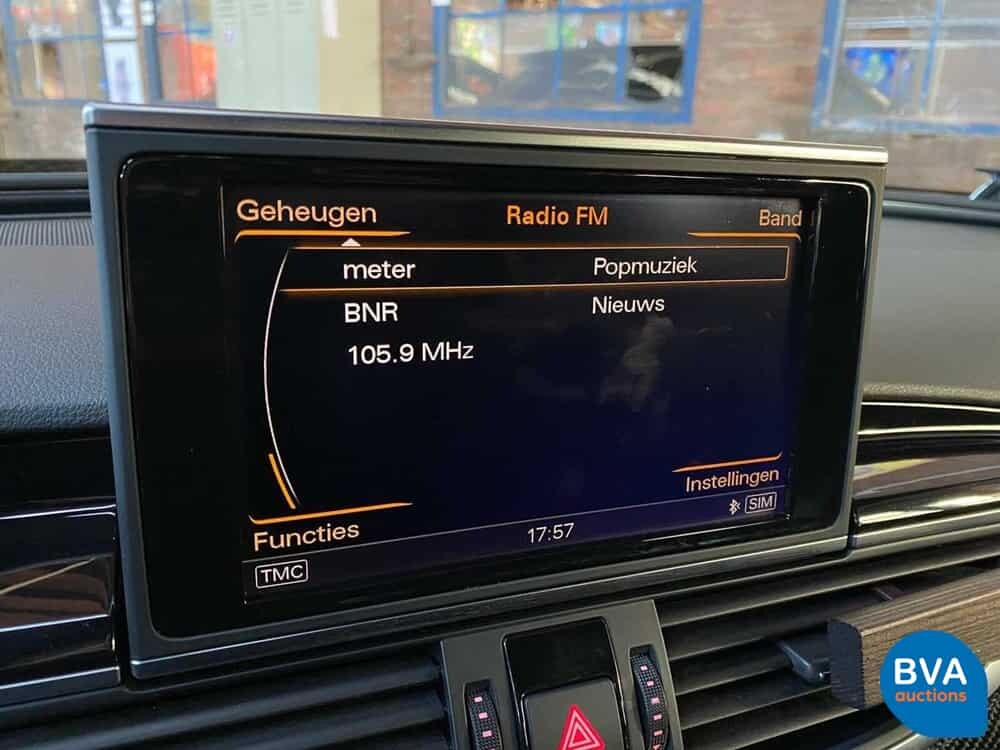 Geheugen Radio FM Band
meter Popmuziek
BNR Nieuws
105.9 MHz
Instellingen
SIM
Functies 17:57
TMC
BVA
auctions